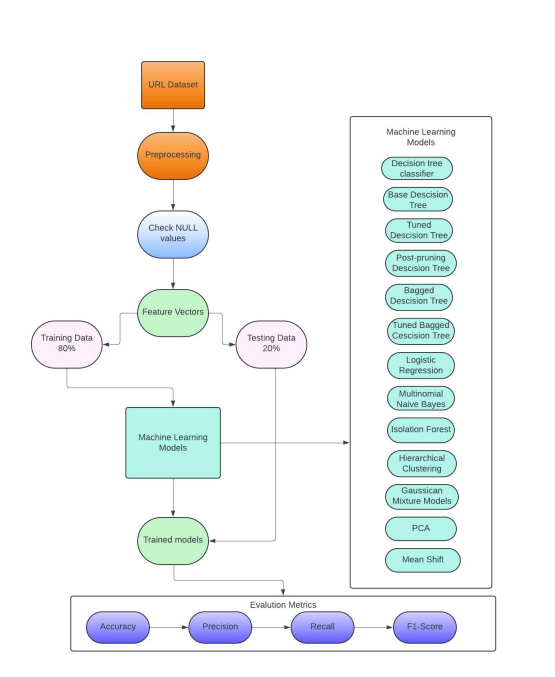 URL Dataset
Preprocessing
Check NULL
values
Feature Vectors
Training Data
80%
Testing Data
20%
Machine Learning
Models
Trained models
Machine Learning
Models
Decision tree
classifier
Base Descision
Tree
Tuned
Descision Tree
Post-pruning
Descision Tree
Bagged
Descision Tree
Tuned Bagged
Cescision Tree
Logistic
Regression
Multinomial
Naive Bayes
Isolation Forest
Hierarchical
Clustering
Gaussican
Mixture Models
PCA
Mean Shift
Evalution Metrics
Accuracy
Precision
Recall
F1-Score